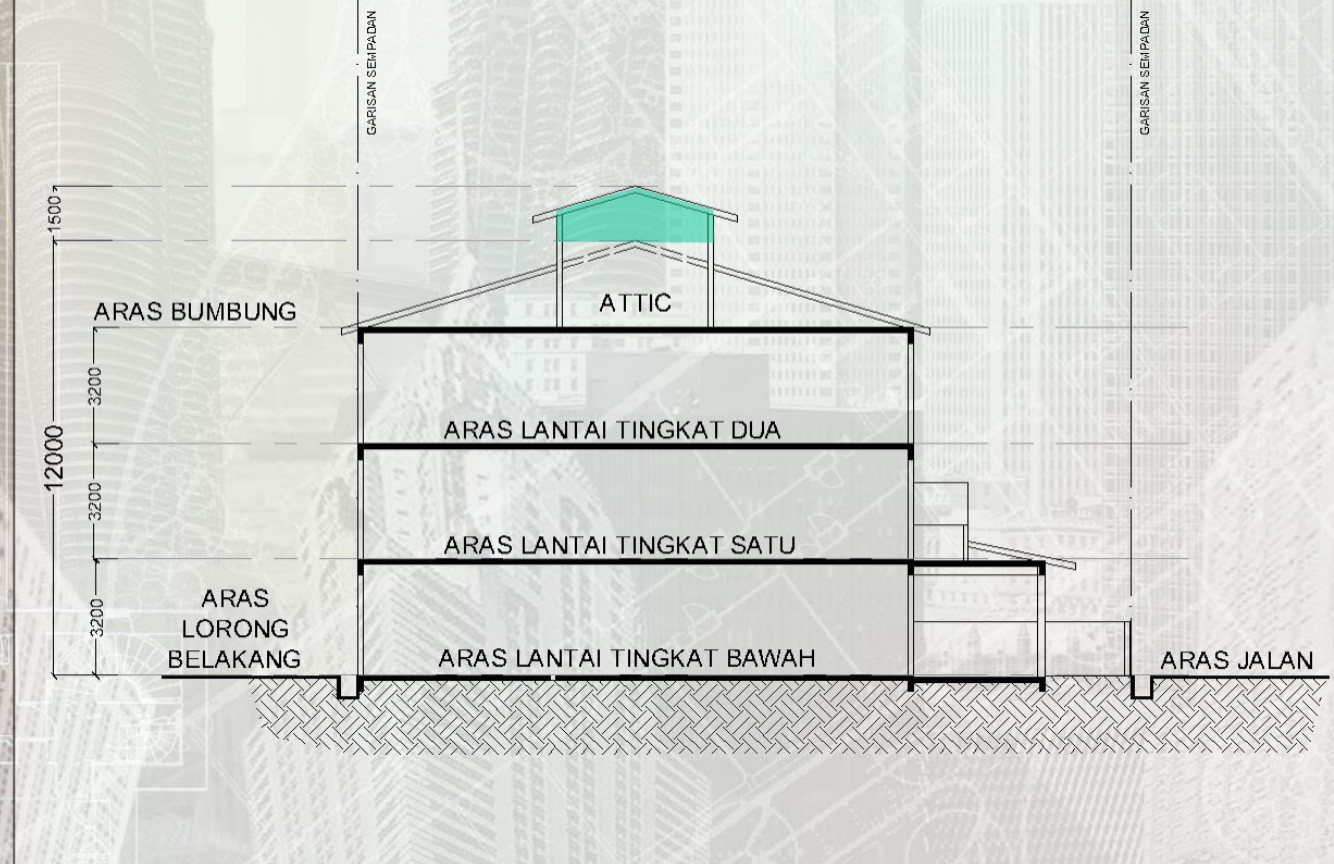 GARISAN SEMPADAN
GARISAN SEMPADAN
1500
ATTIC
ARAS BUMBUNG
3200
ARAS LANTAI TINGKAT DUA
12000
3200
ARAS LANTAI TINGKAT SATU
3200
ARAS
LORONG
BELAKANG
ARAS LANTAI TINGKAT BAWAH
ARAS JALAN